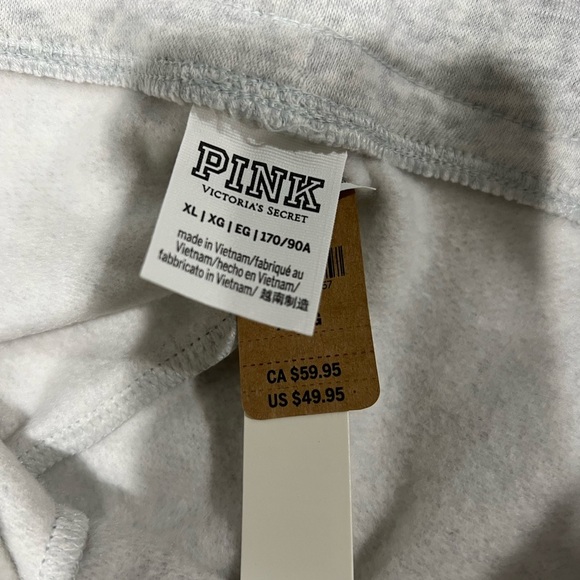 PINK
VICTORIA'S SECRET
XL | XG | EG | 170/90A
made in Vietnam/fabriqué au
Vietnam/hecho en Vietnam/
fabbricato in Vietnam/ 越南制造
57
G
CA $59.95
US $49.95